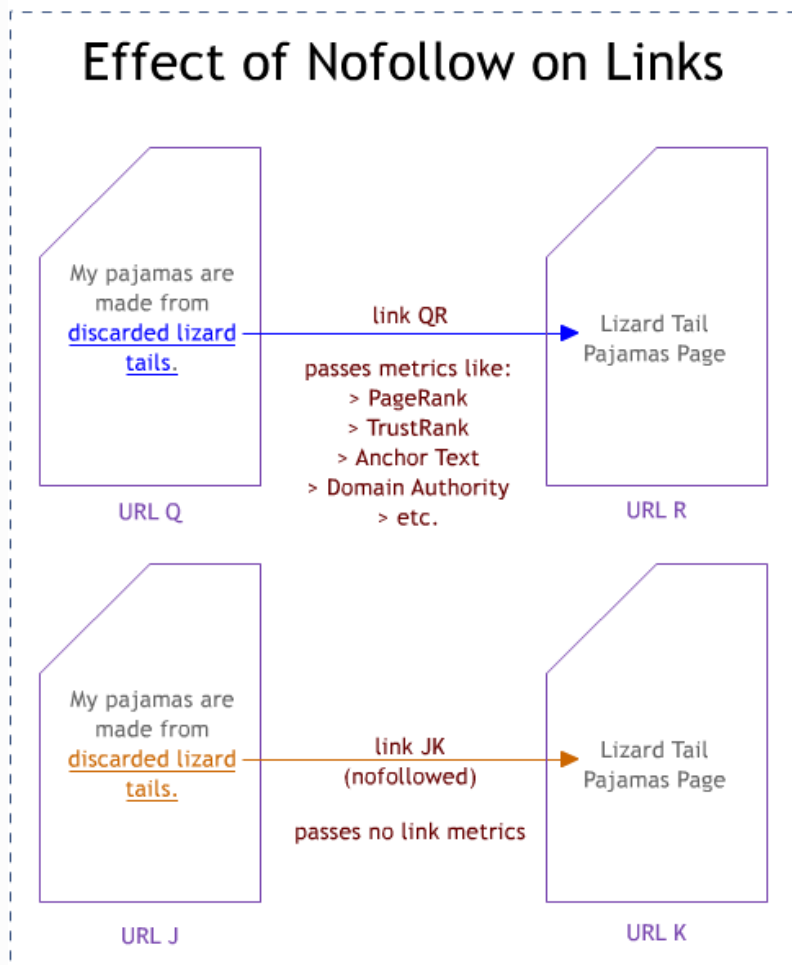 Effect of Nofollow on Links
My pajamas are
made from
discarded lizard
tails.
URL Q
link QR
passes metrics like:
> PageRank
> TrustRank
> Anchor Text
> Domain Authority
> etc.
Lizard Tail
Pajamas Page
URL R
My pajamas are
made from
discarded lizard
tails.
URL J
link JK
(nofollowed)
passes no link metrics
Lizard Tail
Pajamas Page
URL K